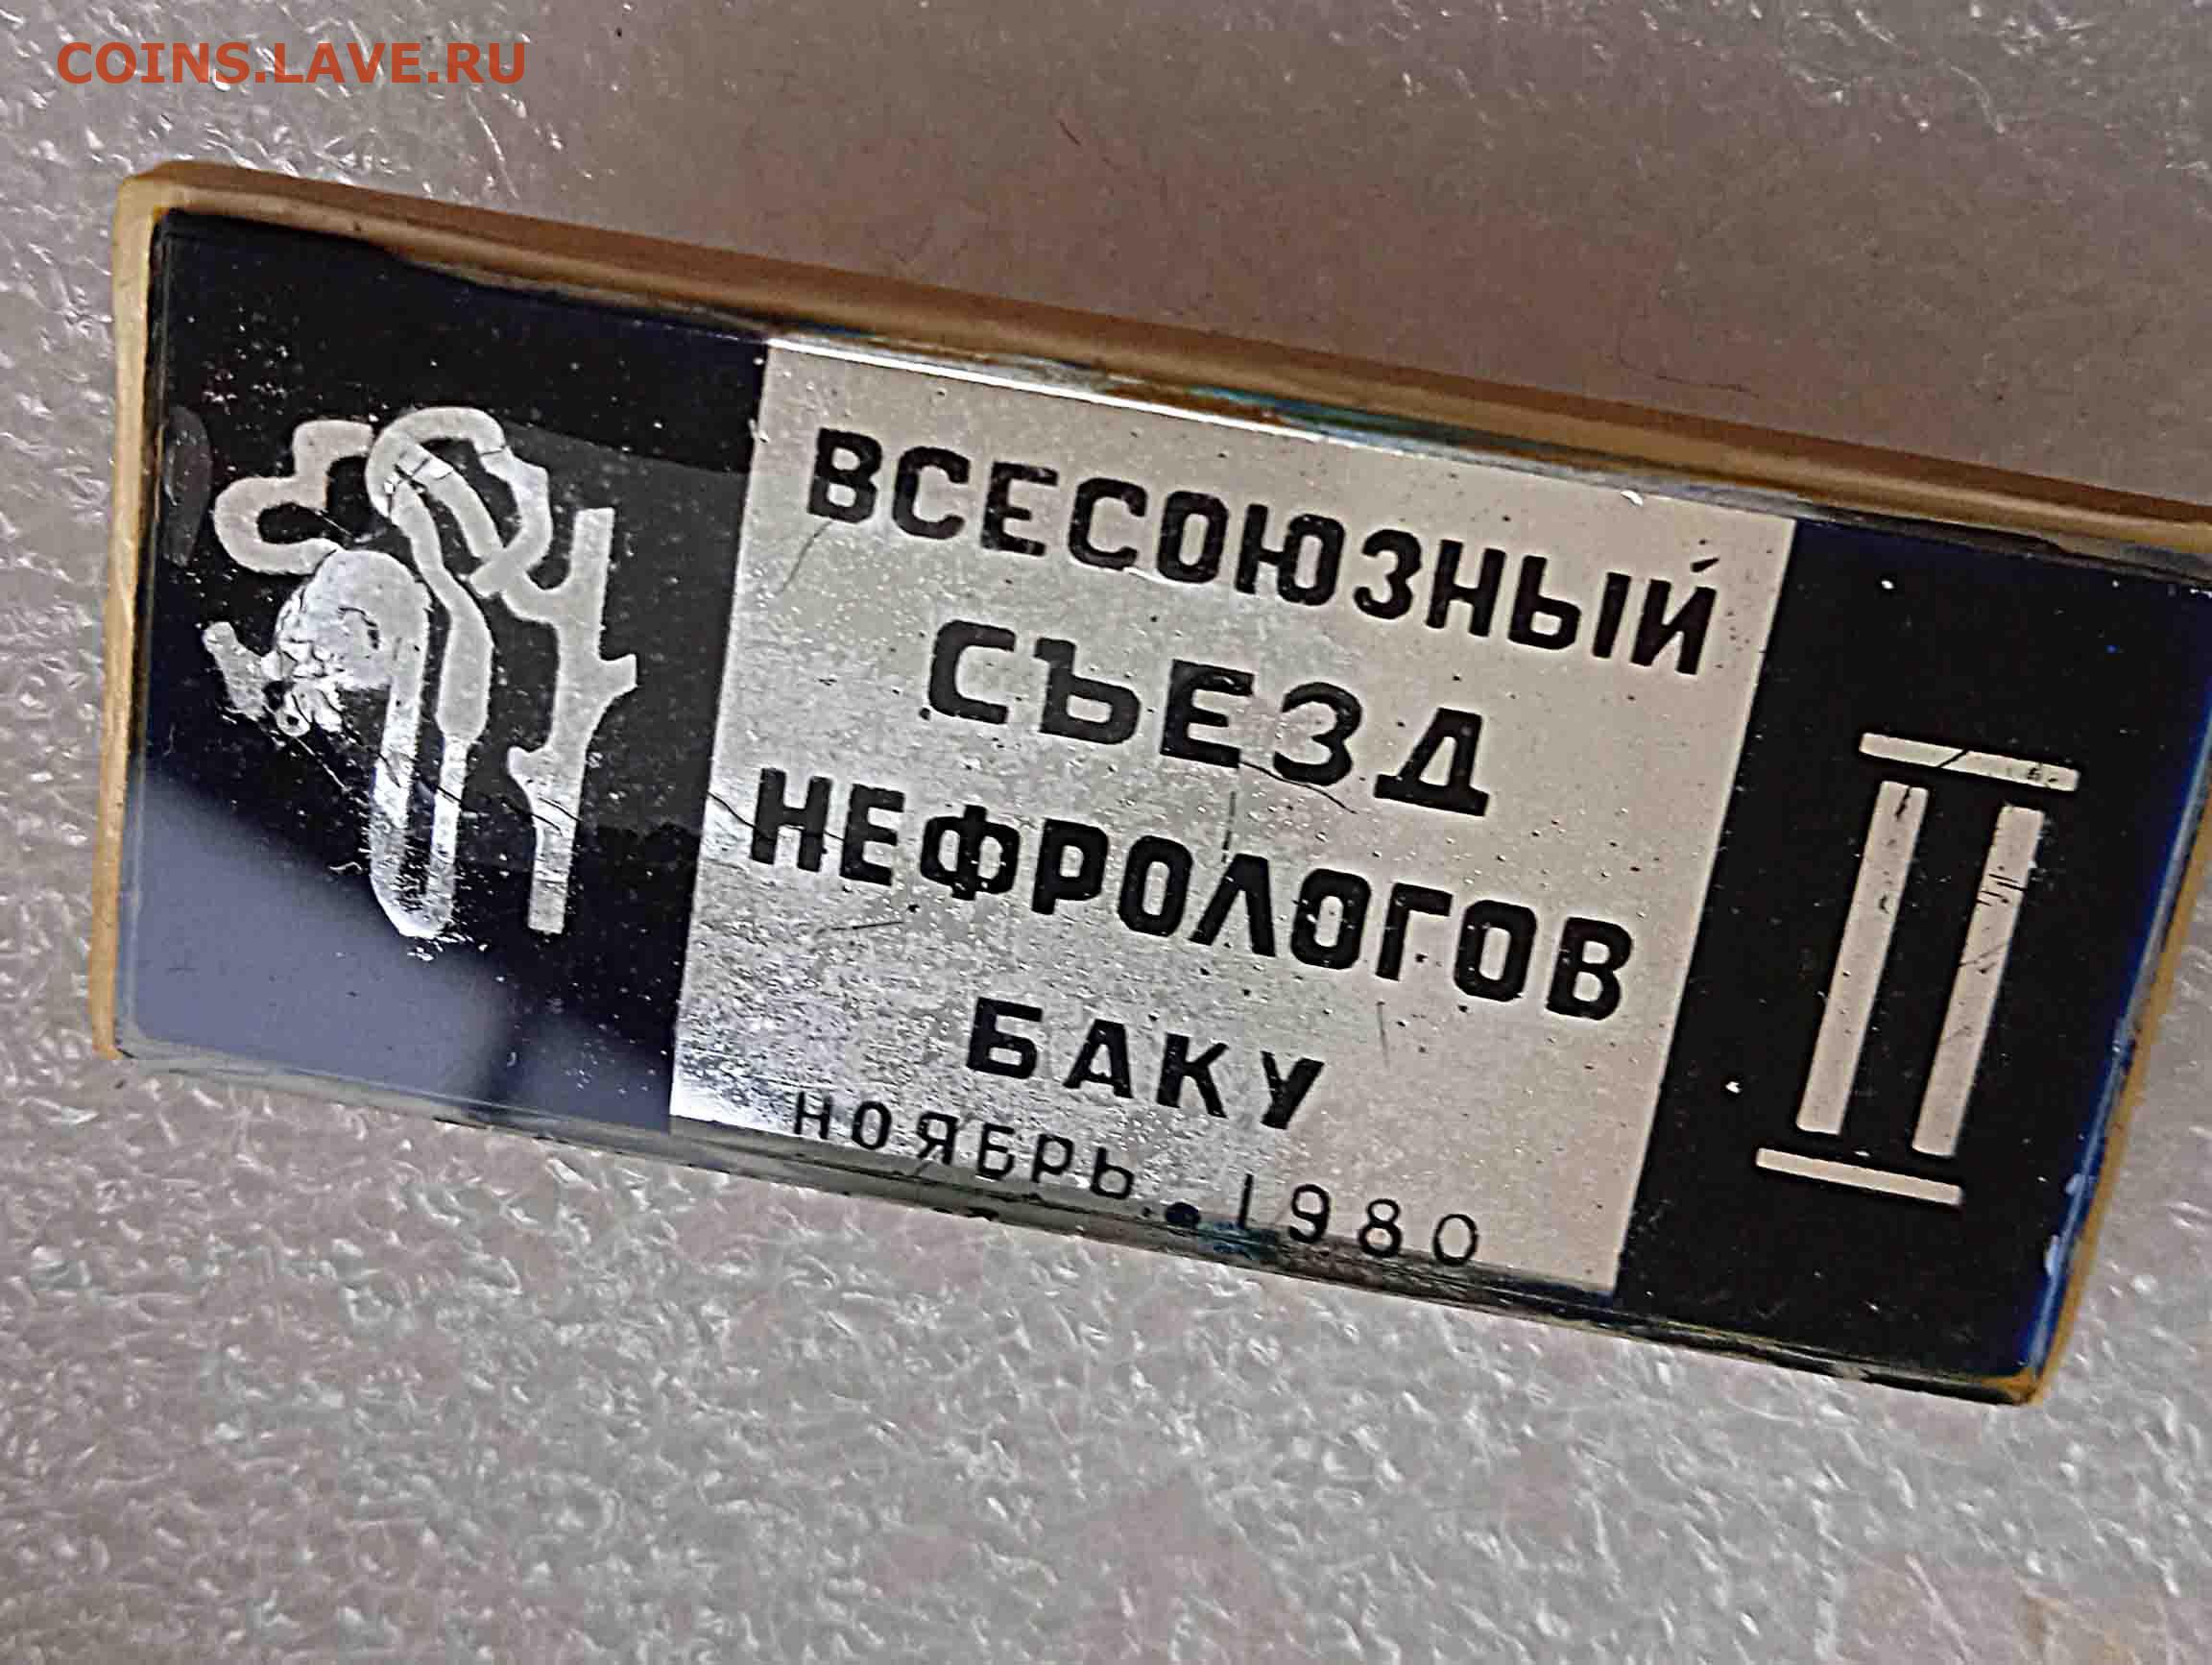 COINS.LAVE.RU
ВСЕСОЮЗНЫЙ
СЪЕЗД
НЕФРОЛОГОВ
БАКУ
НОЯБРЬ . 1980
II